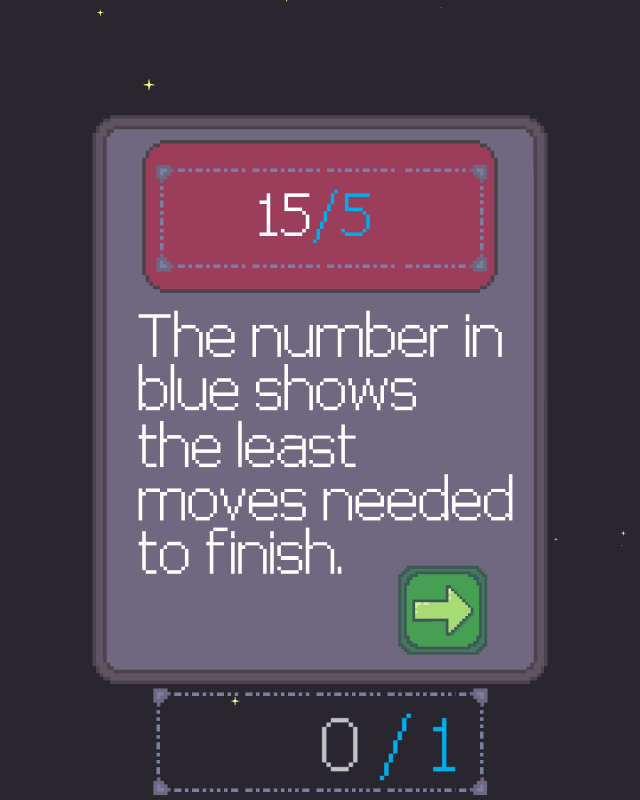 15/5
The number in
blue shows
the least
moves needed
to finish.
0/1